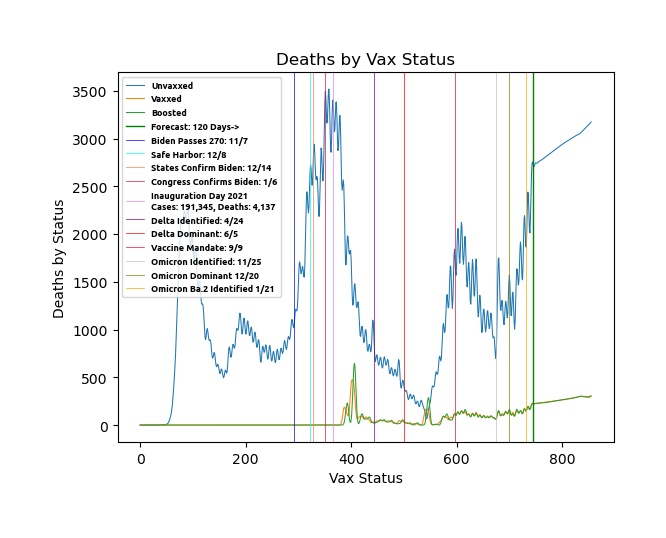 Deaths by Vax Status
Deaths by Status
3500
3000
2500
2000
1500
1000
500
0
Unvaxxed
Vaxxed
Boosted
Forecast: 120 Days->
Biden Passes 270: 11/7
Safe Harbor: 12/8
States Confirm Biden: 12/14
Congress Confirms Biden: 1/6
Inauguration Day 2021
Cases: 191,345, Deaths: 4,137
Delta Identified: 4/24
Delta Dominant: 6/5
Vaccine Mandate: 9/9
Omicron Identified: 11/25
Omicron Dominant 12/20
Omicron Ba.2 Identified 1/21
0 200 400 600 800
Vax Status